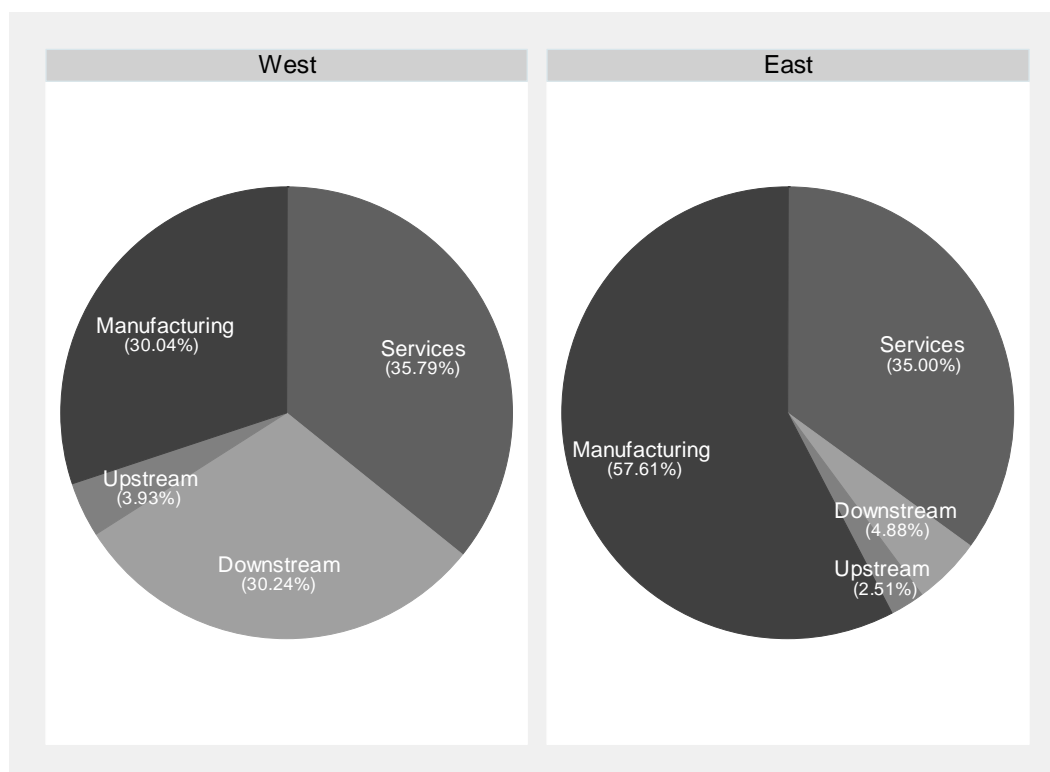 West
Manufacturing
(30.04%)
Services
(35.79%)
Upstream
(3.93%)
Downstream
(30.24%)
East
Services
(35.00%)
Manufacturing
(57.61%)
Downstream
(4.88%)
Upstream
(2.51%)